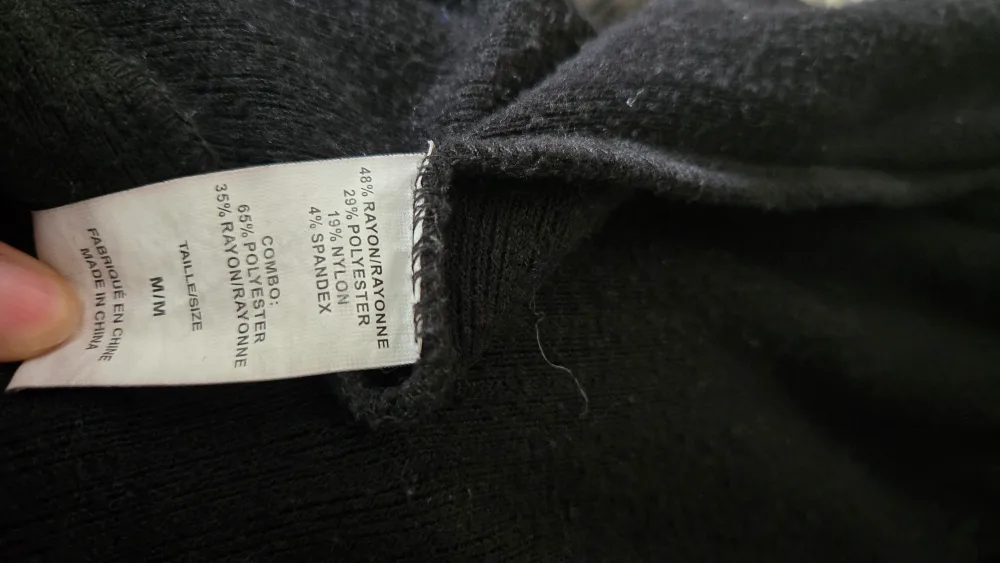 48% RAYON/RAYONNE
29% POLYESTER
19% NYLON
4% SPANDEX
COMBO:
65% POLYESTER
35% RAYON/RAYONNE
TAILLE/SIZE
M/M
FABRIQUÉ EN CHINE
MADE IN CHINA